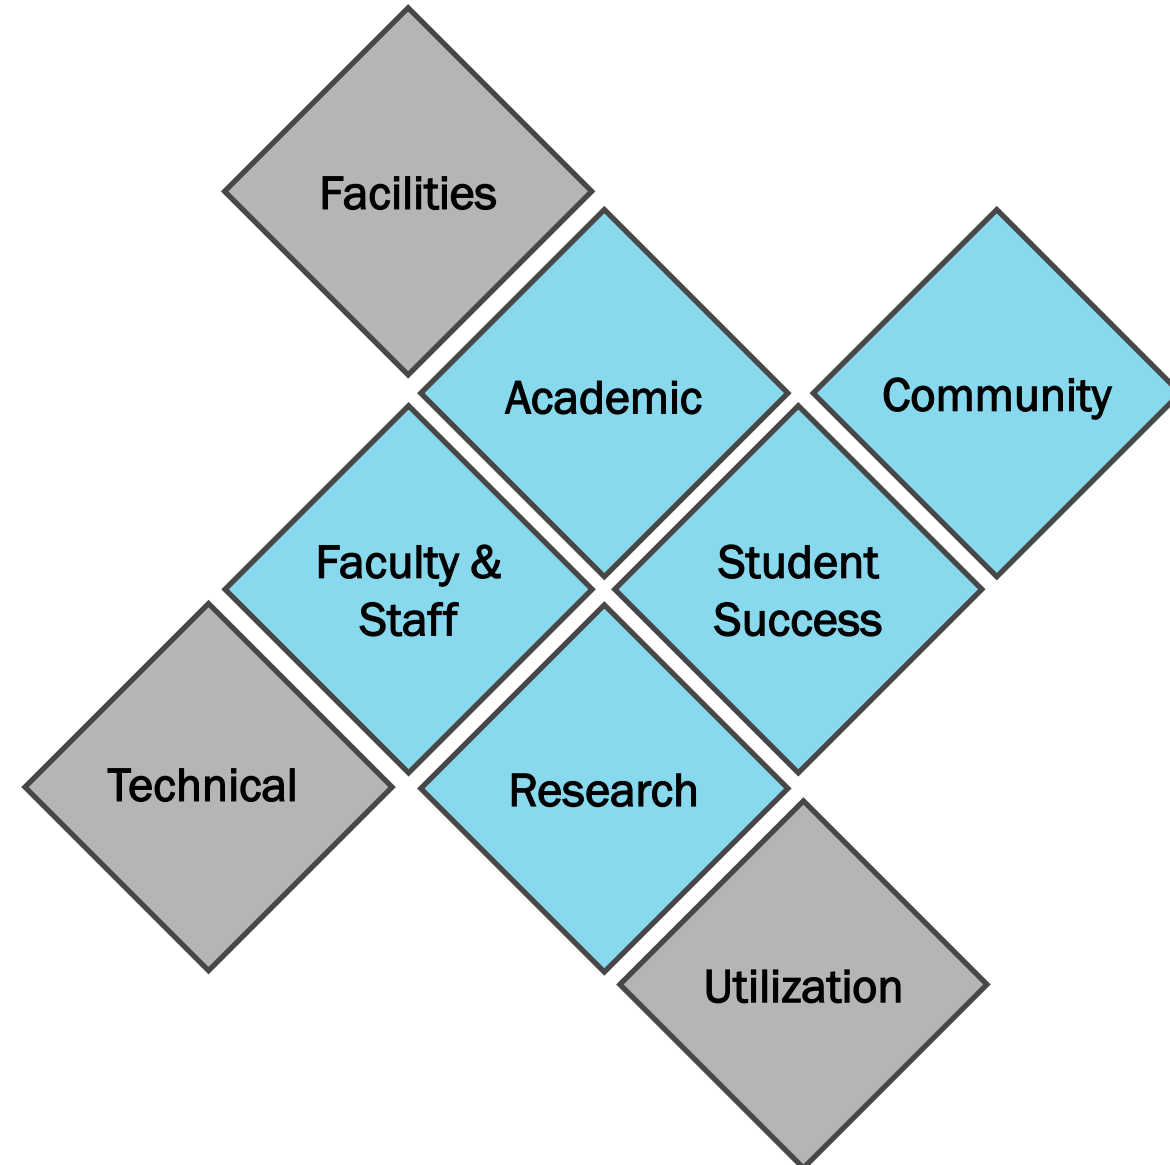 Facilities
Academic
Community
Faculty &
Staff
Student
Success
Technical
Research
Utilization